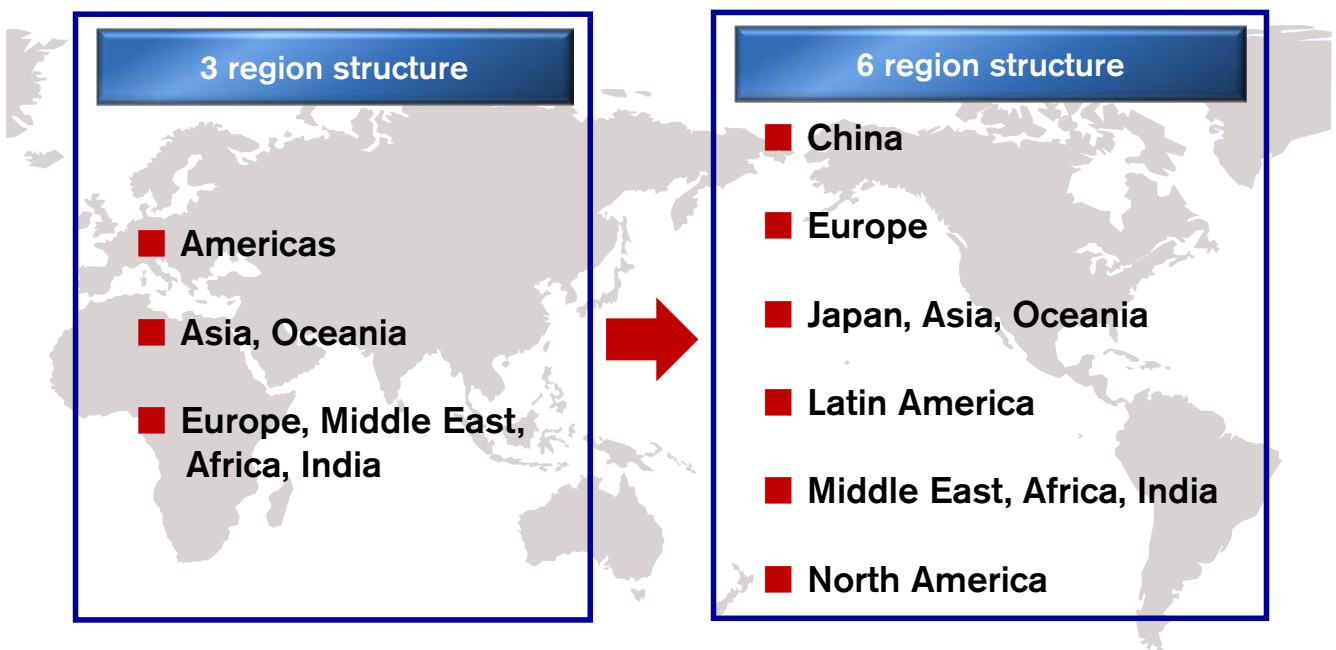 3 region structure
■ Americas
■ Asia, Oceania
■ Europe, Middle East,
Africa, India
6 region structure
■ China
■ Europe
■ Japan, Asia, Oceania
■ Latin America
■ Middle East, Africa, India
■ North America